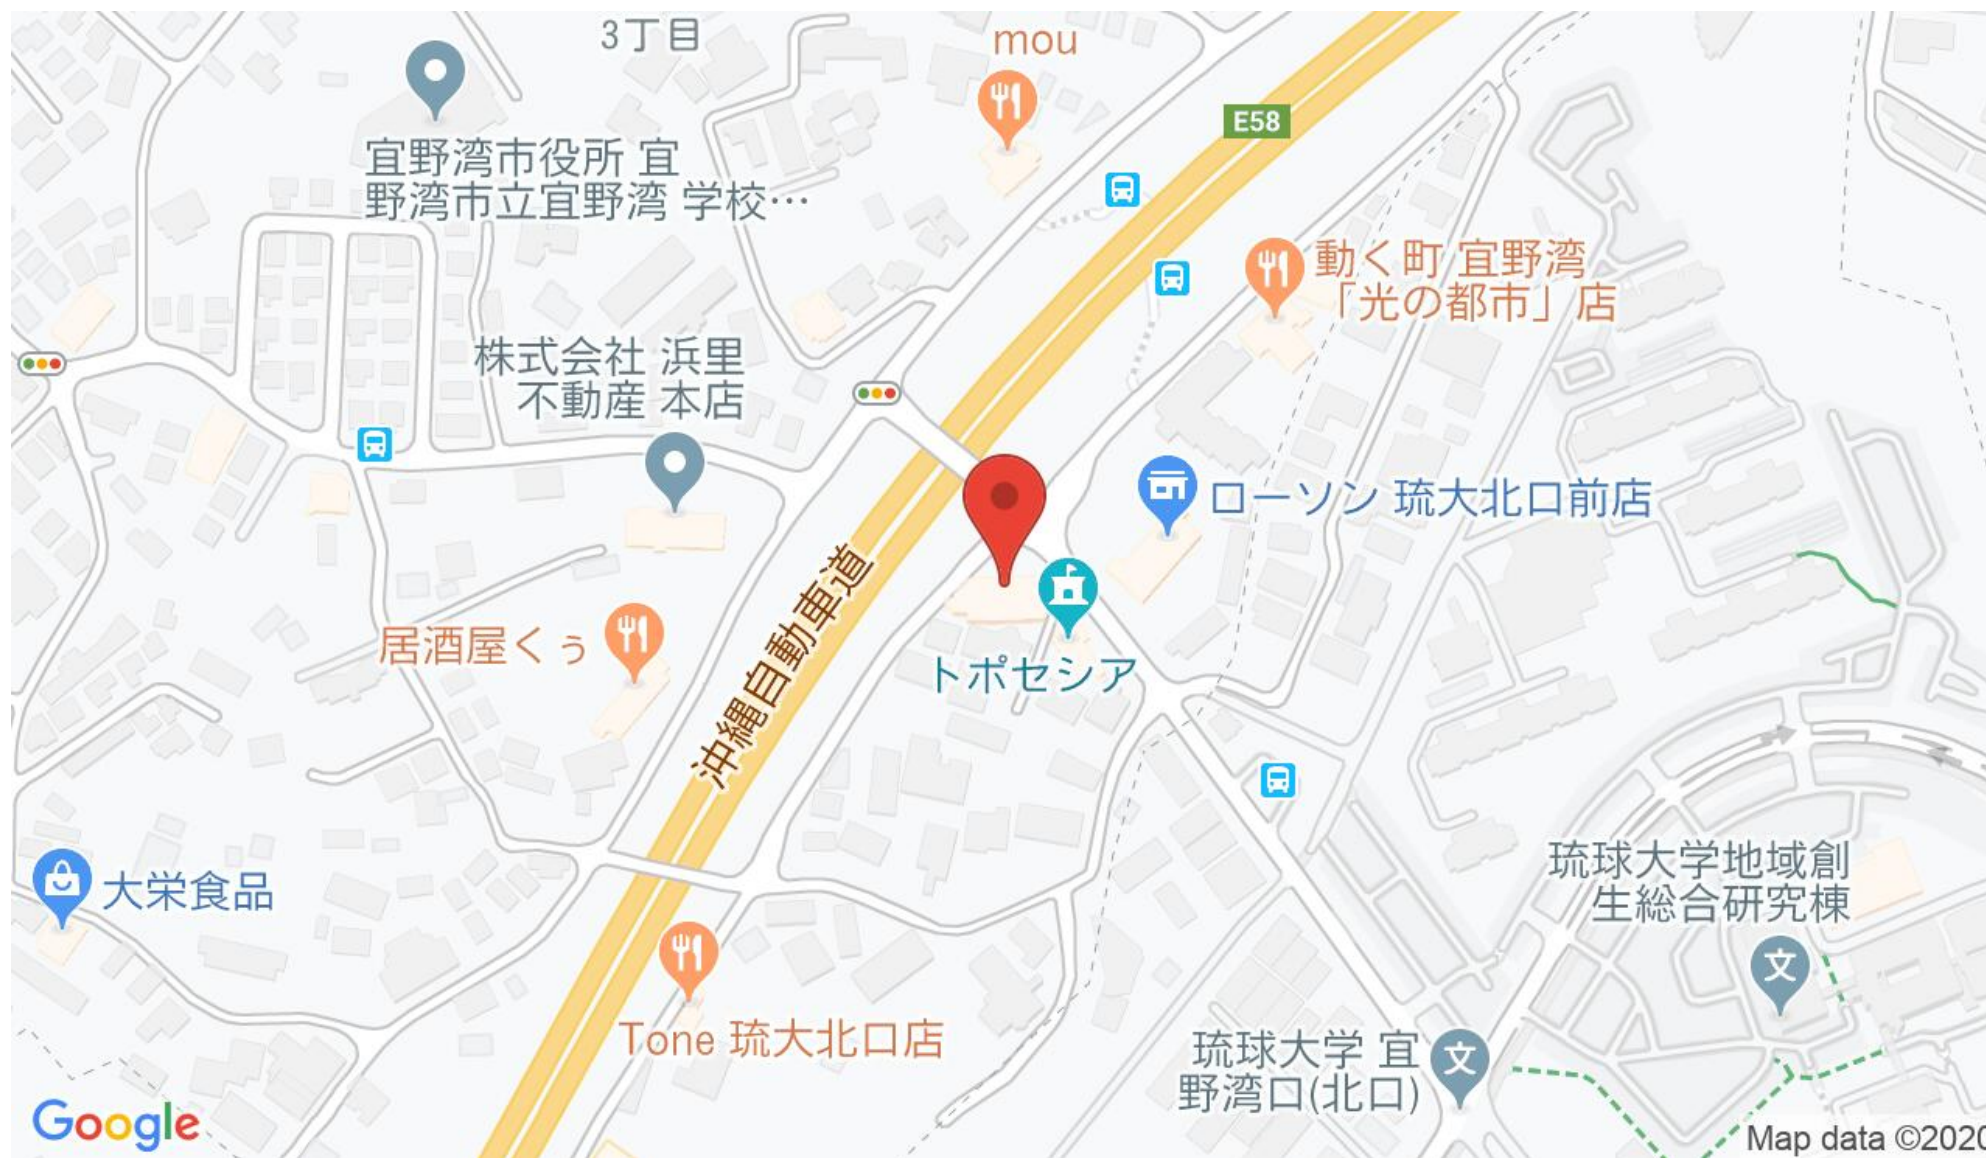 3丁目
mou
E58
宜野湾市役所 宜
野湾市立宜野湾 学校…
動く町 宜野湾
「光の都市」店
株式会社 浜里
不動産 本店
ローソン 琉大北口前店
沖縄自動車道
居酒屋くぅ
トポセシア
大栄食品
琉球大学地域創
生総合研究棟
文
Tone 琉大北口店
琉球大学 宜
野湾口(北口)
文
Google
Map data ©2020